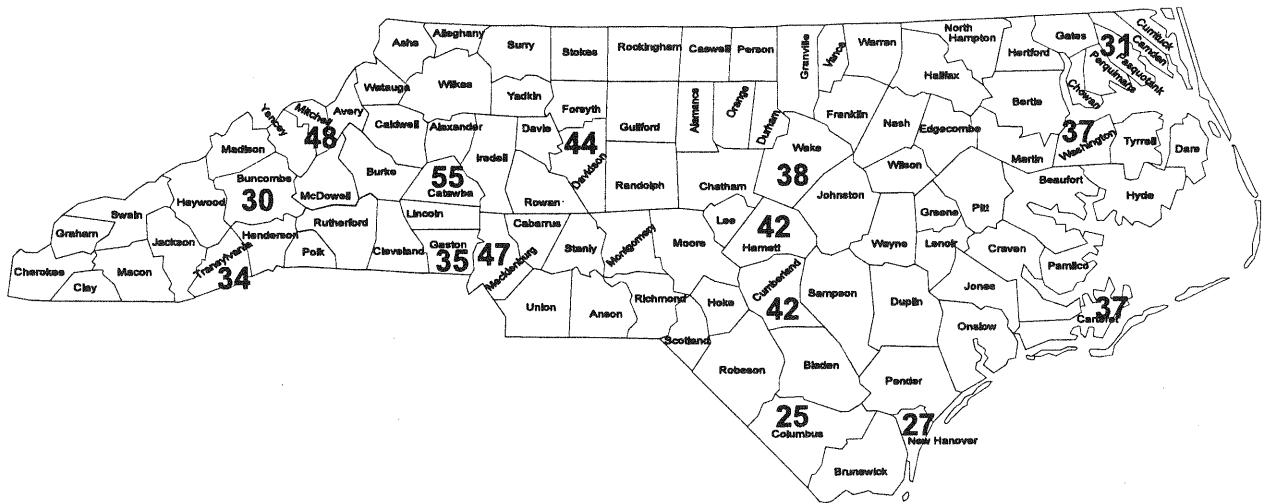 Ashe
Alleghany
Surry
Stokes
Rockingham
Caswell
Person
Granville
Vance
Warren
North
Hampton
Hertford
Gates
31
Currituck
Camden
Pasquotank
Perquimans
Chowan
Watauga
Wilkes
Yadkin
Forsyth
Guilford
Alamance
Orange
Durham
Franklin
Halifax
Bertie
Yancey
Mitchell
48
Avery
Caldwell
Alexander
Iredell
Davie
44
Davidson
Wake
38
Nash
Edgecombe
Martin
37
Washington
Tyrrell
Dare
Madison
Buncombe
30
McDowell
Burke
55
Catawba
Rowan
Randolph
Chatham
Johnston
Wilson
Beaufort
Hyde
Swain
Haywood
Graham
Jackson
Henderson
Rutherford
Polk
Cleveland
Lincoln
Gaston
35
47
Mecklenburg
Cabarrus
Stanly
Montgomery
Moore
Lee
42
Harnett
Wayne
Greene
Lenoir
Pitt
Craven
Pamlico
Cherokee
Clay
Macon
Transylvania
34
Union
Anson
Richmond
Scotland
Hoke
Cumberland
42
Sampson
Duplin
Jones
Onslow
37
Carteret
Robeson
Bladen
Pender
25
Columbus
27
New Hanover
Brunswick